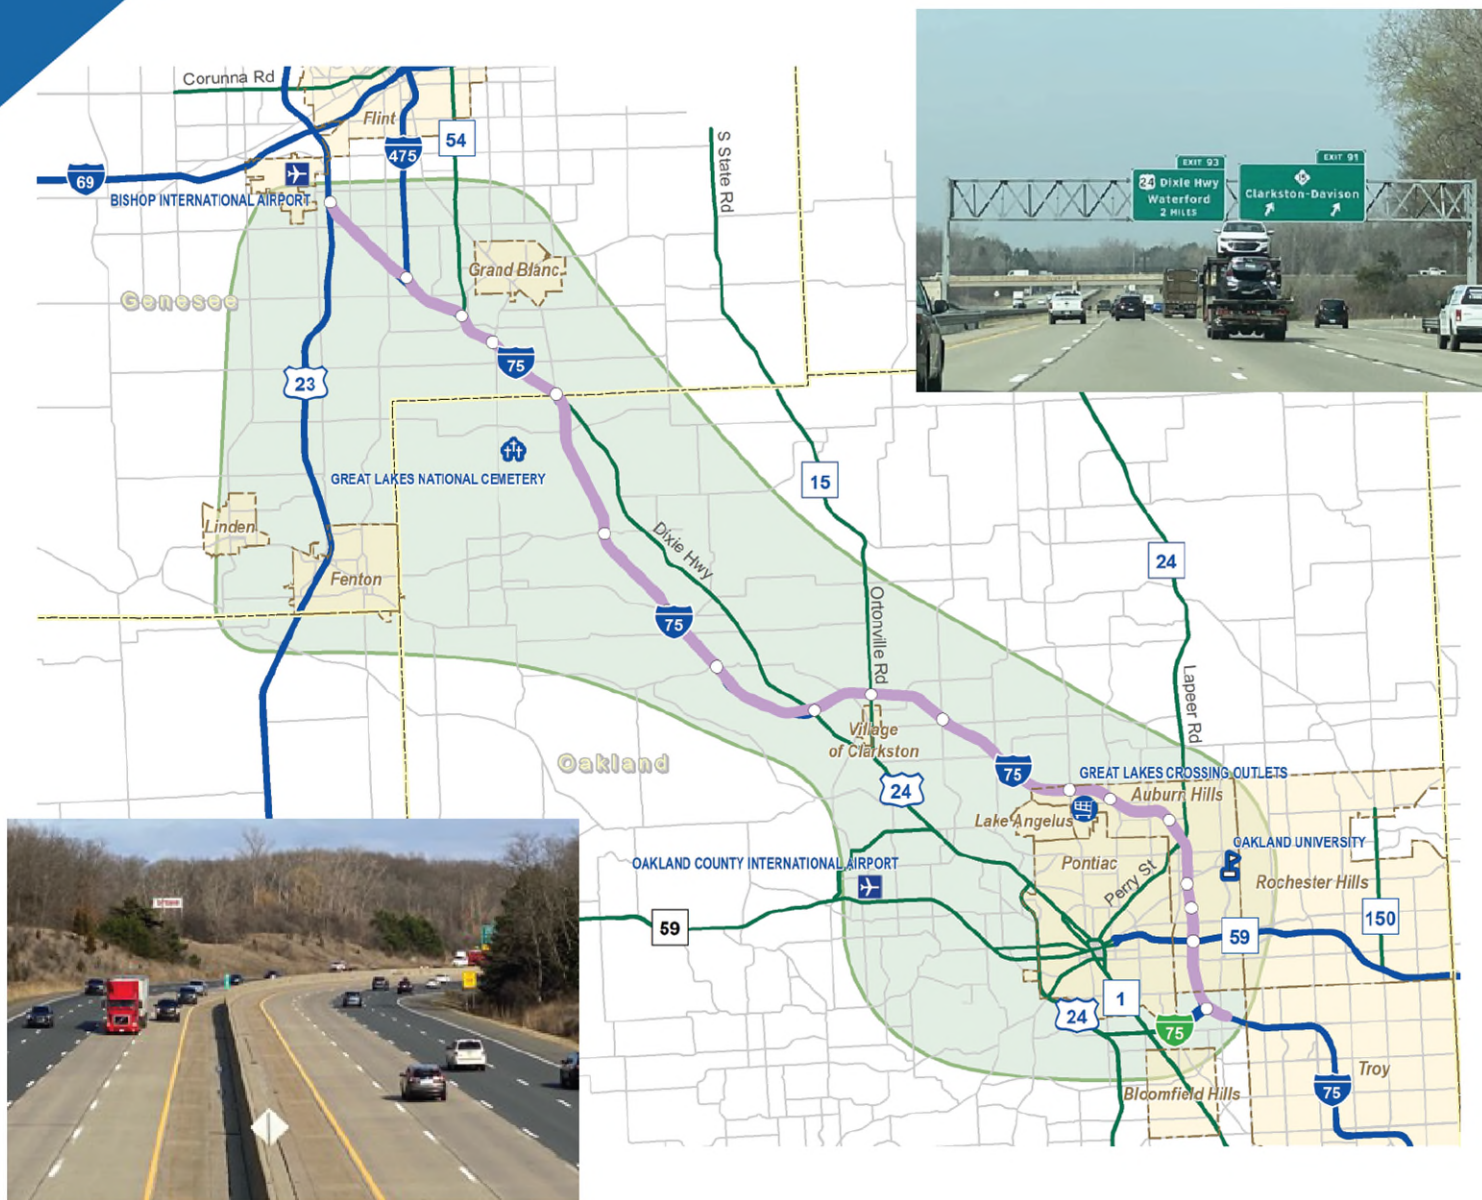 Corunna Rd
Flint
54
475
69
BISHOP INTERNATIONAL AIRPORT
S State Rd
EXIT 93
24 Dixie Hwy
Waterford
2 MILES
EXIT 91
15
Clarkston-Davison
Genesee
Grand Blanc
75
23
GREAT LAKES NATIONAL CEMETERY
15
Linden
Fenton
Dixie Hwy
24
75
Ortonville Rd
Lapeer Rd
Village
of Clarkston
Oakland
75
24
GREAT LAKES CROSSING OUTLETS
Auburn Hills
Lake Angelus
OAKLAND UNIVERSITY
OAKLAND COUNTY INTERNATIONAL AIRPORT
Pontiac
Perry St
Rochester Hills
59
59
150
1
24
75
Troy
75
Bloomfield Hills